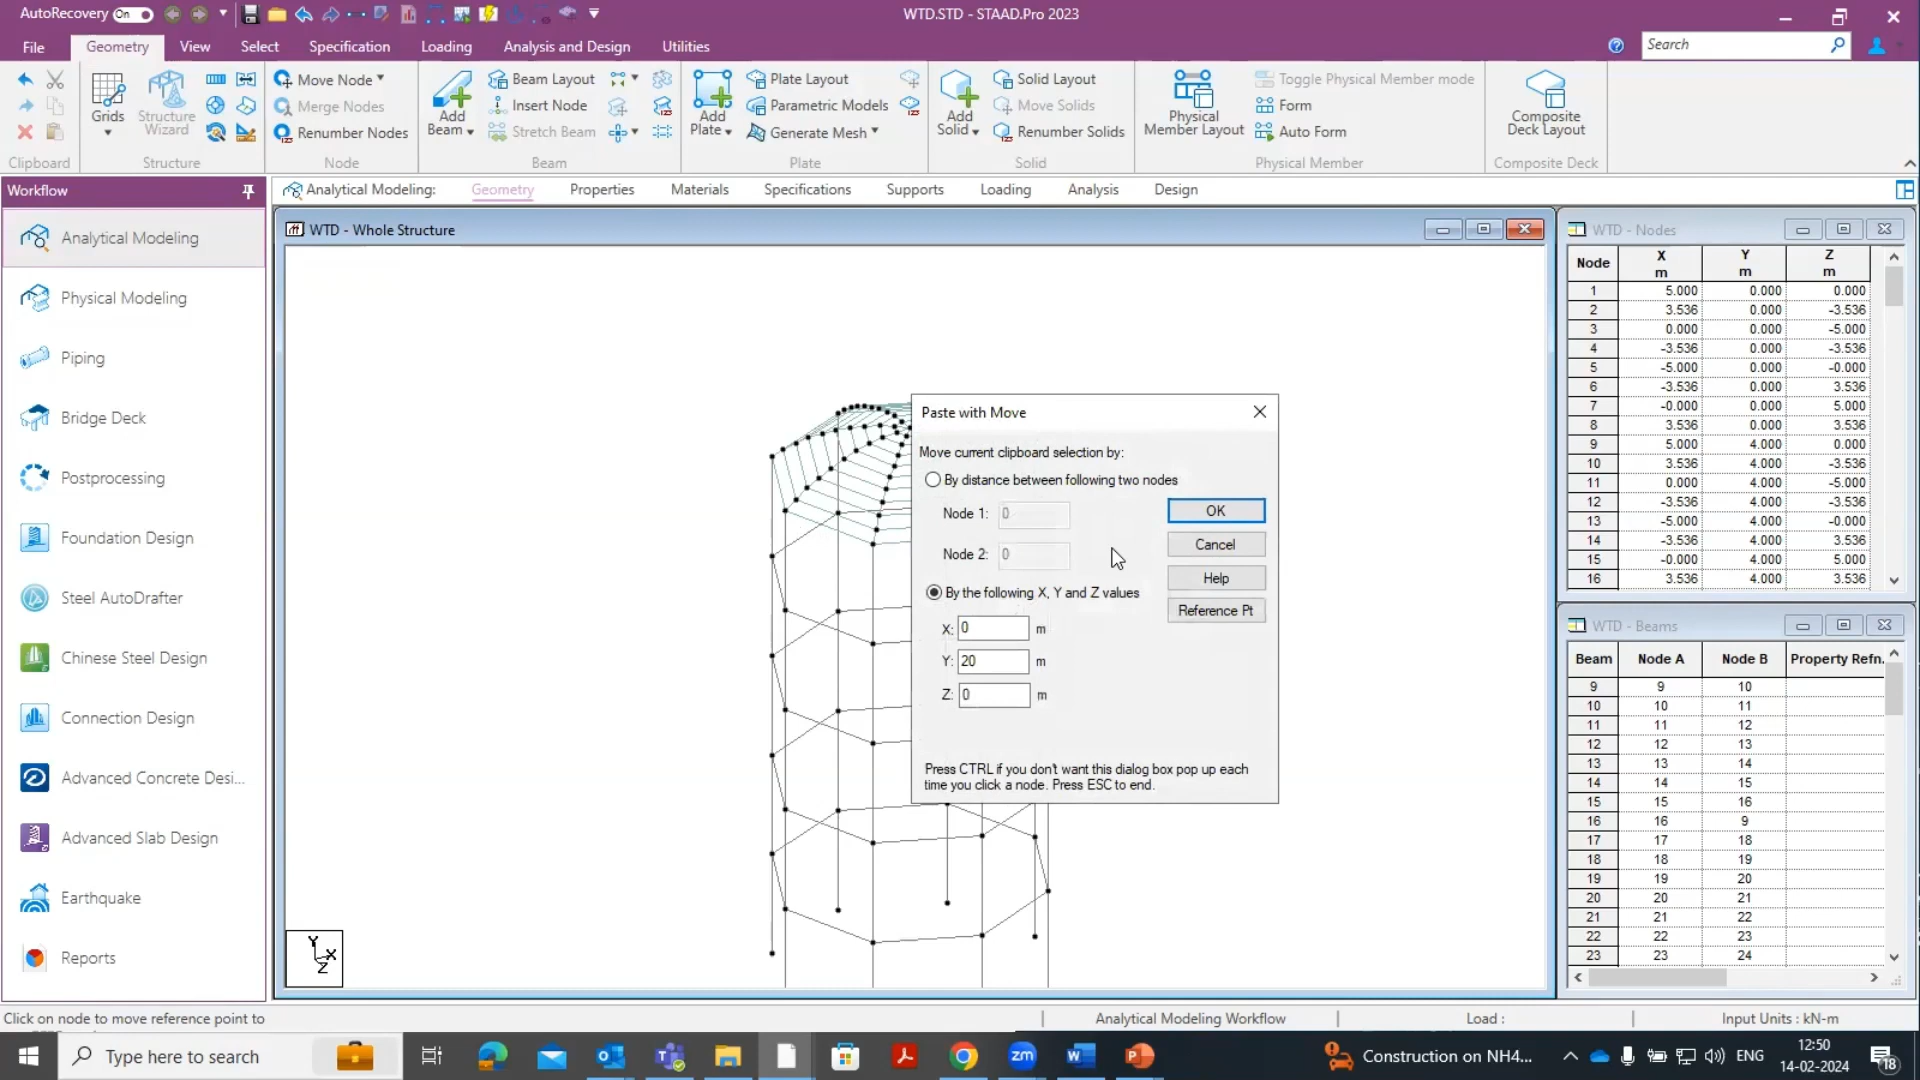 AutoRecovery On
WTD.STD - STAAD.Pro 2023
File Geometry View Select Specification Loading Analysis and Design Utilities
Search
Move Node
Merge Nodes
Renumber Nodes
Grids
Structure Wizard
Add Beam
Beam Layout
Insert Node
Stretch Beam
Add Plate
Plate Layout
Parametric Models
Generate Mesh
Add Solid
Solid Layout
Move Solids
Renumber Solids
Physical Member Layout
Toggle Physical Member mode
Form
Auto Form
Composite Deck Layout
Clipboard Structure Node Beam Plate Solid Physical Member Composite Deck
Workflow
Analytical Modeling: Geometry Properties Materials Specifications Supports Loading Analysis Design
Analytical Modeling
Physical Modeling
Piping
Bridge Deck
Postprocessing
Foundation Design
Steel AutoDrafter
Chinese Steel Design
Connection Design
Advanced Concrete Desi...
Advanced Slab Design
Earthquake
Reports
WTD - Whole Structure
Y
X
Z
Paste with Move
Move current clipboard selection by:
By distance between following two nodes
Node 1: 0
Node 2: 0
By the following X, Y and Z values
X: 0 m
Y: 20 m
Z: 0 m
OK
Cancel
Help
Reference Pt
Press CTRL if you don't want this dialog box pop up each
time you click a node. Press ESC to end.
WTD - Nodes
Node X m Y m Z m
1 5.000 0.000 0.000
2 3.536 0.000 -3.536
3 0.000 0.000 -5.000
4 -3.536 0.000 -3.536
5 -5.000 0.000 -0.000
6 -3.536 0.000 3.536
7 -0.000 0.000 5.000
8 3.536 0.000 3.536
9 5.000 4.000 0.000
10 3.536 4.000 -3.536
11 0.000 4.000 -5.000
12 -3.536 4.000 -3.536
13 -5.000 4.000 -0.000
14 -3.536 4.000 3.536
15 -0.000 4.000 5.000
16 3.536 4.000 3.536
WTD - Beams
Beam Node A Node B Property Refn.
9 9 10
10 10 11
11 11 12
12 12 13
13 13 14
14 14 15
15 15 16
16 16 9
17 17 18
18 18 19
19 19 20
20 20 21
21 21 22
22 22 23
23 23 24
Click on node to move reference point to
Analytical Modeling Workflow
Load :
Input Units : kN-m
Type here to search
Construction on NH4...
ENG
12:50
14-02-2024
18